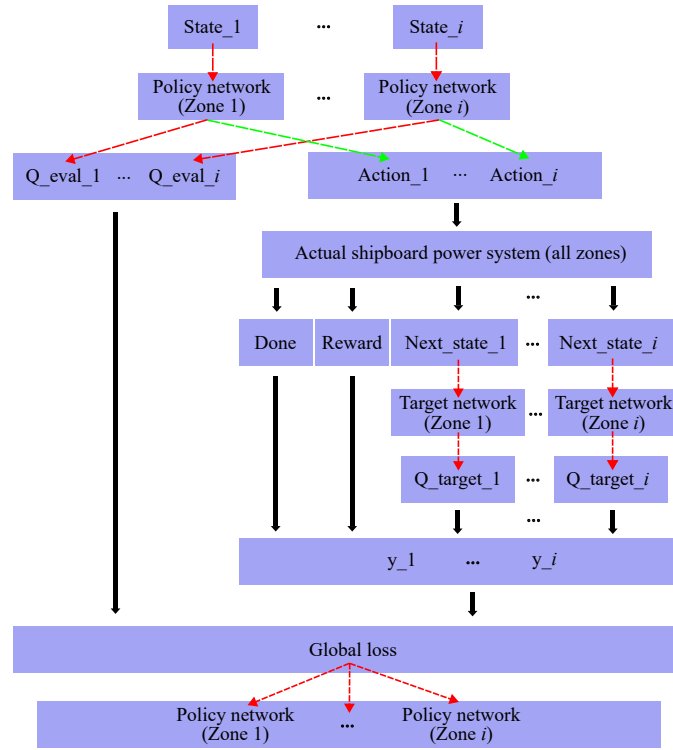 State_1 ... State_i
Policy network
(Zone 1)
...
Policy network
(Zone i)
Q_eval_1 ... Q_eval_i
Action_1 ... Action_i
Actual shipboard power system (all zones)
...
Done
Reward
Next_state_1 ... Next_state_i
Target network
(Zone 1)
...
Target network
(Zone i)
Q_target_1 ... Q_target_i
...
y_1 ... y_i
Global loss
Policy network
(Zone 1)
...
Policy network
(Zone i)